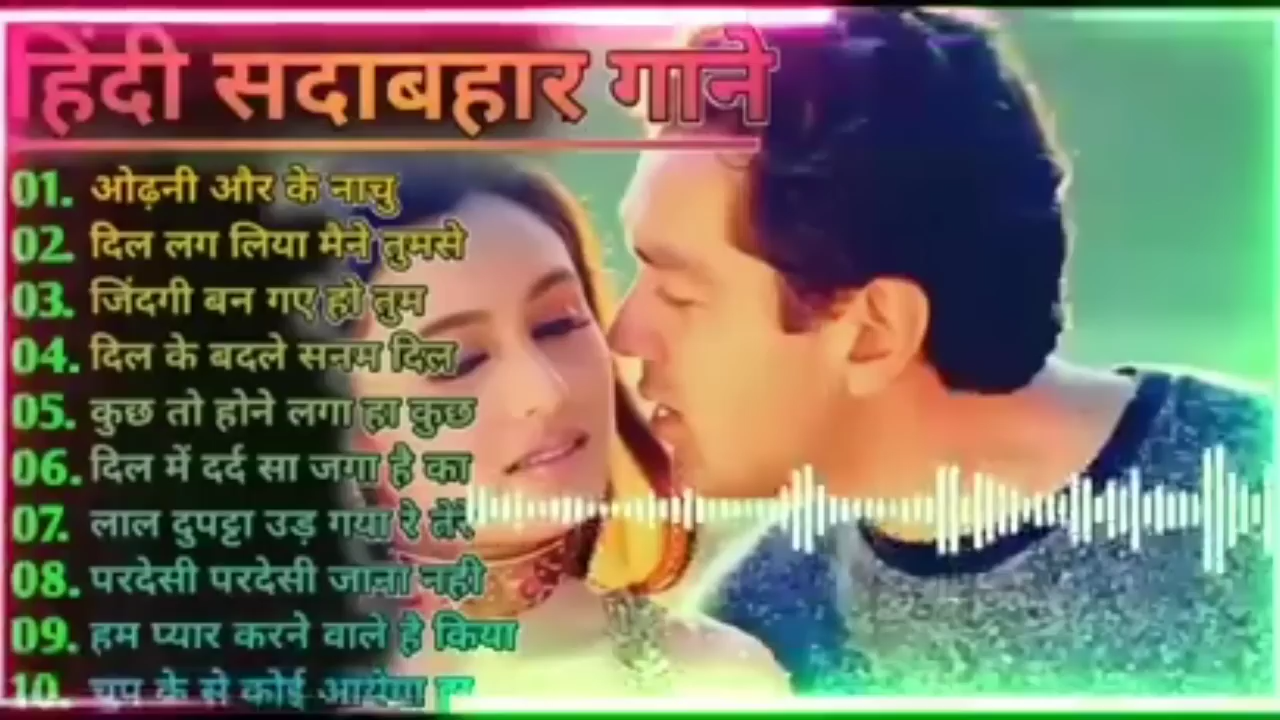 हिंदी सदाबहार गाने
01. ओढ़नी और के नाचु
02. दिल लग लिया मैने तुमसे
03. जिंदगी बन गए हो तुम
04. दिल के बदले सनम दिल
05. कुछ तो होने लगा हा कुछ
06. दिल में दर्द सा जगा है का
07. लाल दुपट्टा उड़ गया रे तेरे
08. परदेसी परदेसी जाना नही
09. हम प्यार करने वाले है किया
10. चुप के से कोई आयेगा